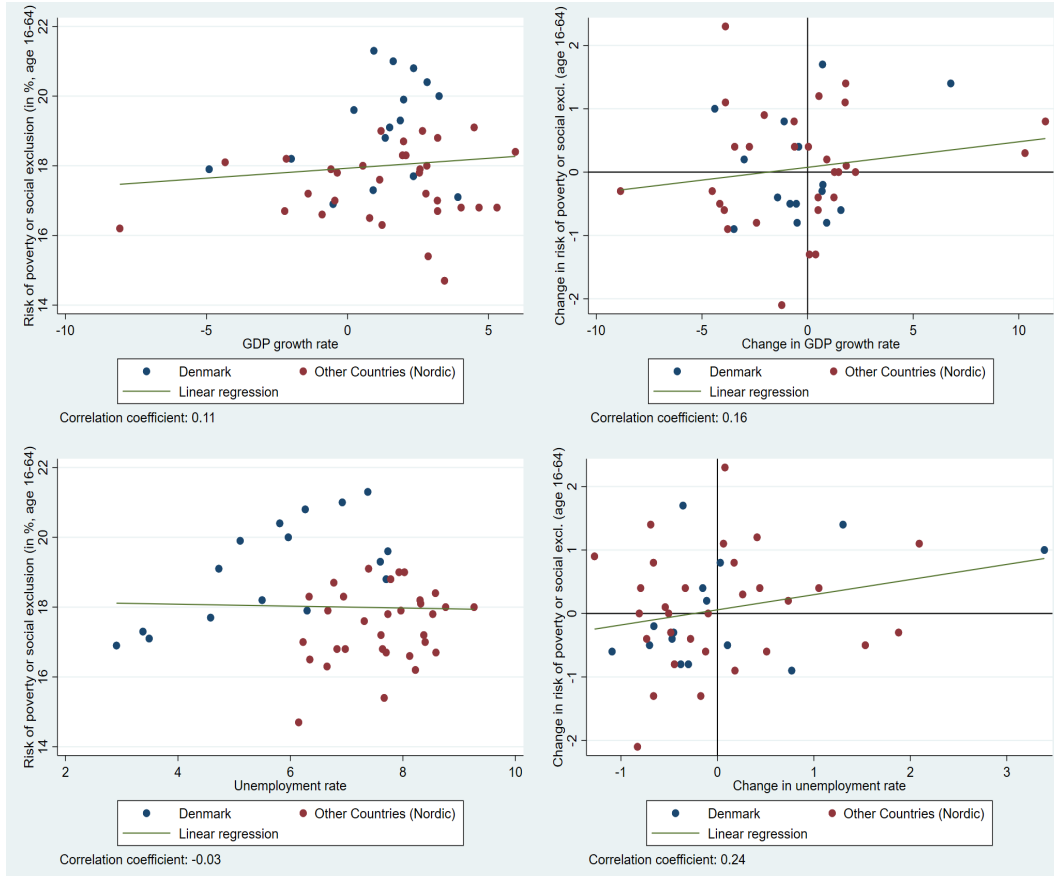 Risk of poverty or social exclusion (in %, age 16-64)
22
20
18
16
14
-10 -5 0 5
GDP growth rate
Denmark Other Countries (Nordic)
Linear regression
Correlation coefficient: 0.11
Change in risk of poverty or social excl. (age 16-64)
2
1
0
-1
-2
-10 -5 0 5 10
Change in GDP growth rate
Denmark Other Countries (Nordic)
Linear regression
Correlation coefficient: 0.16
Risk of poverty or social exclusion (in %, age 16-64)
22
20
18
16
14
2 4 6 8 10
Unemployment rate
Denmark Other Countries (Nordic)
Linear regression
Correlation coefficient: -0.03
Change in risk of poverty or social excl. (age 16-64)
2
1
0
-1
-2
-1 0 1 2 3
Change in unemployment rate
Denmark Other Countries (Nordic)
Linear regression
Correlation coefficient: 0.24